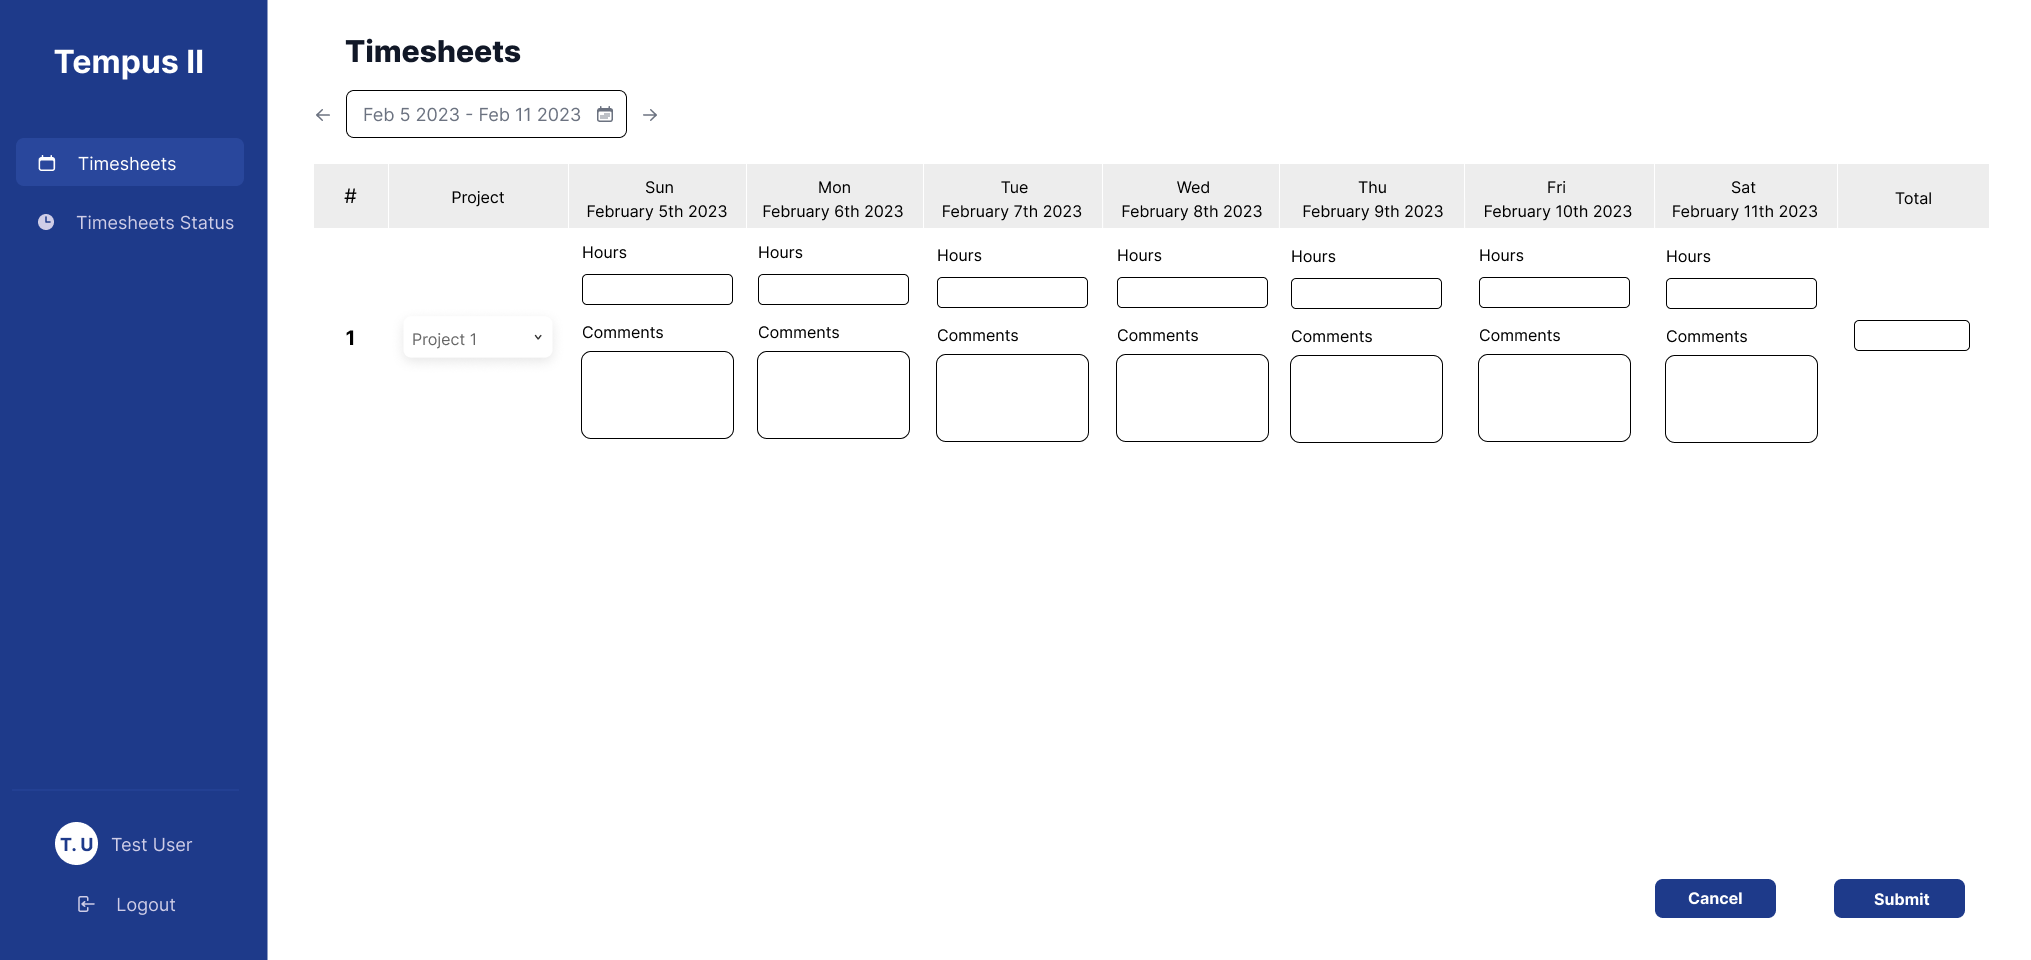 Tempus II
Timesheets
Timesheets Status
T. U
Test User
Logout
Timesheets
Feb 5 2023 - Feb 11 2023
#
Project
Sun
February 5th 2023
Mon
February 6th 2023
Tue
February 7th 2023
Wed
February 8th 2023
Thu
February 9th 2023
Fri
February 10th 2023
Sat
February 11th 2023
Total
1
Project 1
Hours
Comments
Hours
Comments
Hours
Comments
Hours
Comments
Hours
Comments
Hours
Comments
Hours
Comments
Cancel
Submit